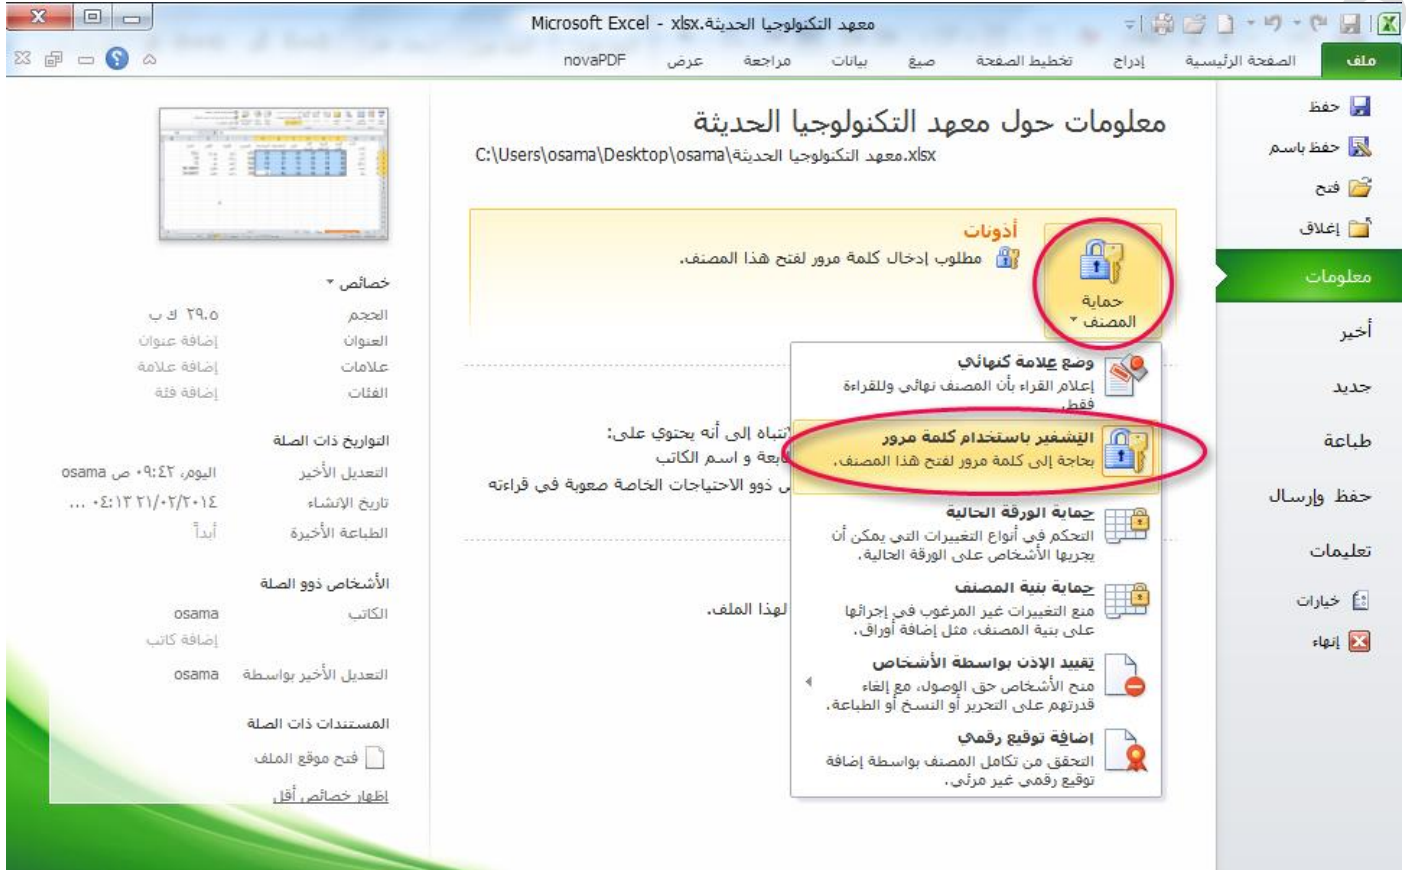 معهد التكنولوجيا الحديثة.xlsx - Microsoft Excel
ملف الصفحة الرئيسية إدراج تخطيط الصفحة صيغ بيانات مراجعة عرض novaPDF
حفظ
حفظ باسم
فتح
إغلاق
معلومات
أخير
جديد
طباعة
حفظ وإرسال
تعليمات
خيارات
إنهاء
معلومات حول معهد التكنولوجيا الحديثة
C:\Users\osama\Desktop\osama\معهد التكنولوجيا الحديثة.xlsx
أذونات
مطلوب إدخال كلمة مرور لفتح هذا المصنف.
حماية
المصنف
وضع علامة كنهائي
إعلام القراء بأن المصنف نهائي وللقراءة
فقط.
التشفير باستخدام كلمة مرور
بحاجة إلى كلمة مرور لفتح هذا المصنف.
حماية الورقة الحالية
التحكم في أنواع التغييرات التي يمكن أن
يجريها الأشخاص على الورقة الحالية.
حماية بنية المصنف
منع التغييرات غير المرغوب في إجرائها
على بنية المصنف، مثل إضافة أوراق.
تقييد الإذن بواسطة الأشخاص
منح الأشخاص حق الوصول، مع إلغاء
قدرتهم على التحرير أو النسخ أو الطباعة.
إضافة توقيع رقمي
التحقق من تكامل المصنف بواسطة إضافة
توقيع رقمي غير مرئي.
إلى أنه يحتوي على:
و اسم الكاتب
ذوو الاحتياجات الخاصة صعوبة في قراءته
لهذا الملف.
خصائص
الحجم ٢٩.٥ ك ب
العنوان إضافة عنوان
علامات إضافة علامة
الفئات إضافة فئة
التواريخ ذات الصلة
التعديل الأخير اليوم، ٠٩:٤٢ ص osama
تاريخ الإنشاء ٢٠١٤/٠٢/٢١ ٠٤:١٣ ...
الطباعة الأخيرة أبداً
الأشخاص ذوو الصلة
الكاتب osama
إضافة كاتب
التعديل الأخير بواسطة osama
المستندات ذات الصلة
فتح موقع الملف
إظهار خصائص أقل